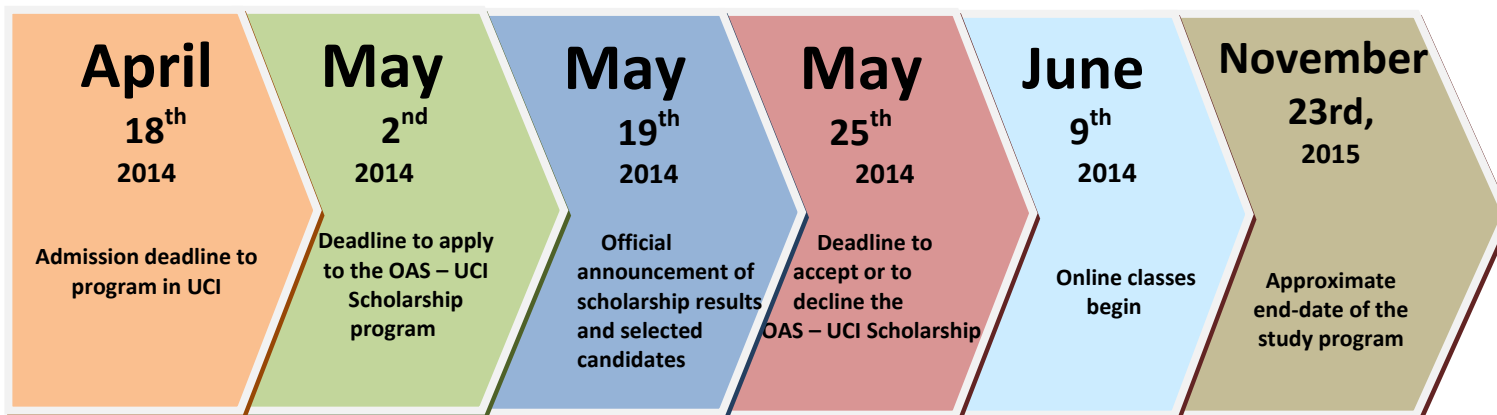 April
18th
2014
Admission deadline to
program in UCI
May
2nd
2014
Deadline to apply
to the OAS – UCI
Scholarship
program
May
19th
2014
Official
announcement of
scholarship results
and selected
candidates
May
25th
2014
Deadline to
accept or to
decline the
OAS – UCI Scholarship
June
9th
2014
Online classes
begin
November
23rd,
2015
Approximate
end-date of the
study program